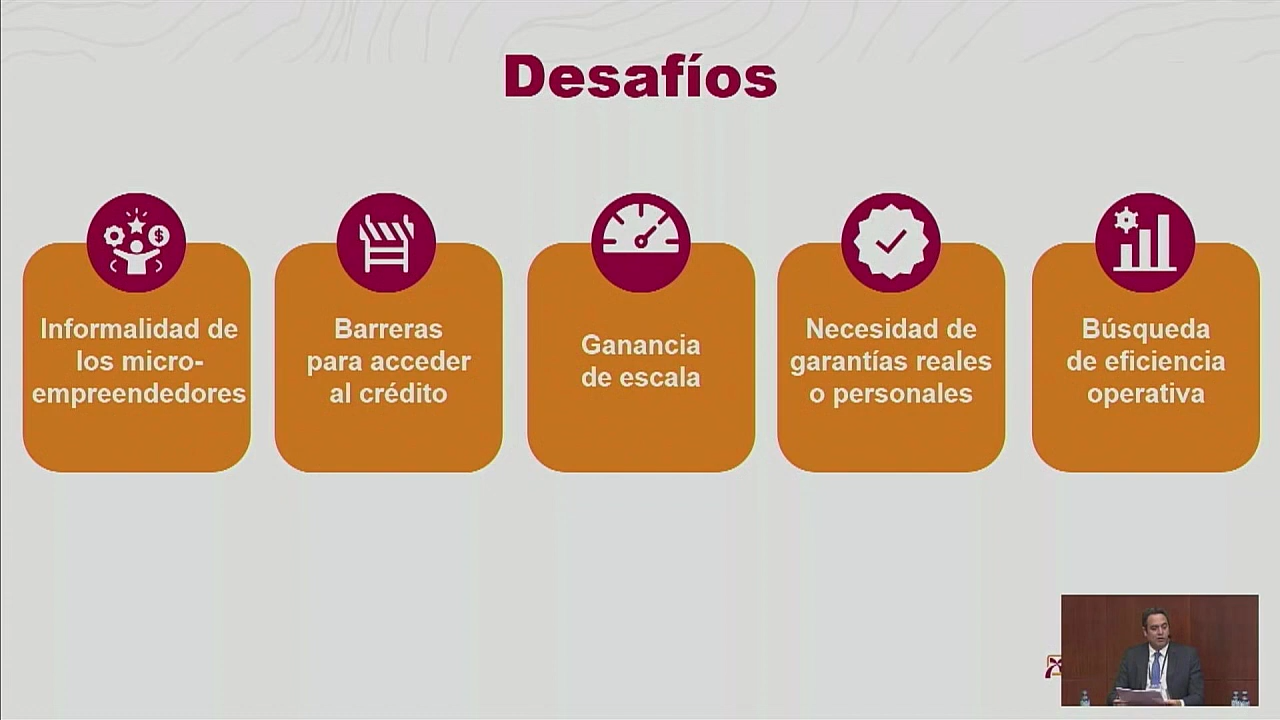 Desafíos
Informalidad de
los micro-
empreendedores
Barreras
para acceder
al crédito
Ganancia
de escala
Necesidad de
garantías reales
o personales
Búsqueda
de eficiencia
operativa